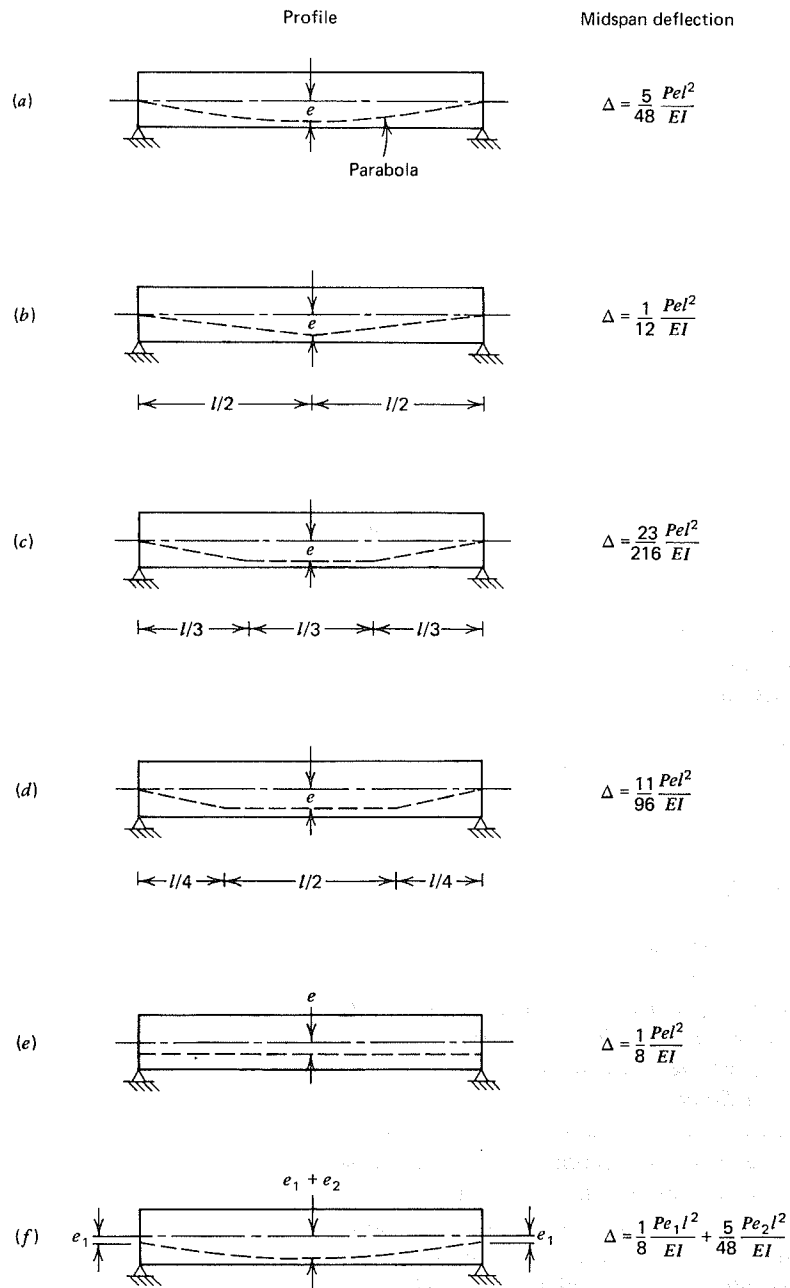 Profile Midspan deflection
(a) e Δ = 5/48 Pel²/EI
Parabola
(b) e Δ = 1/12 Pel²/EI
l/2 l/2
(c) e Δ = 23/216 Pel²/EI
l/3 l/3 l/3
(d) e Δ = 11/96 Pel²/EI
l/4 l/2 l/4
e
(e) Δ = 1/8 Pel²/EI
e₁ + e₂
(f) e₁ e₁ Δ = 1/8 Pe₁l²/EI + 5/48 Pe₂l²/EI